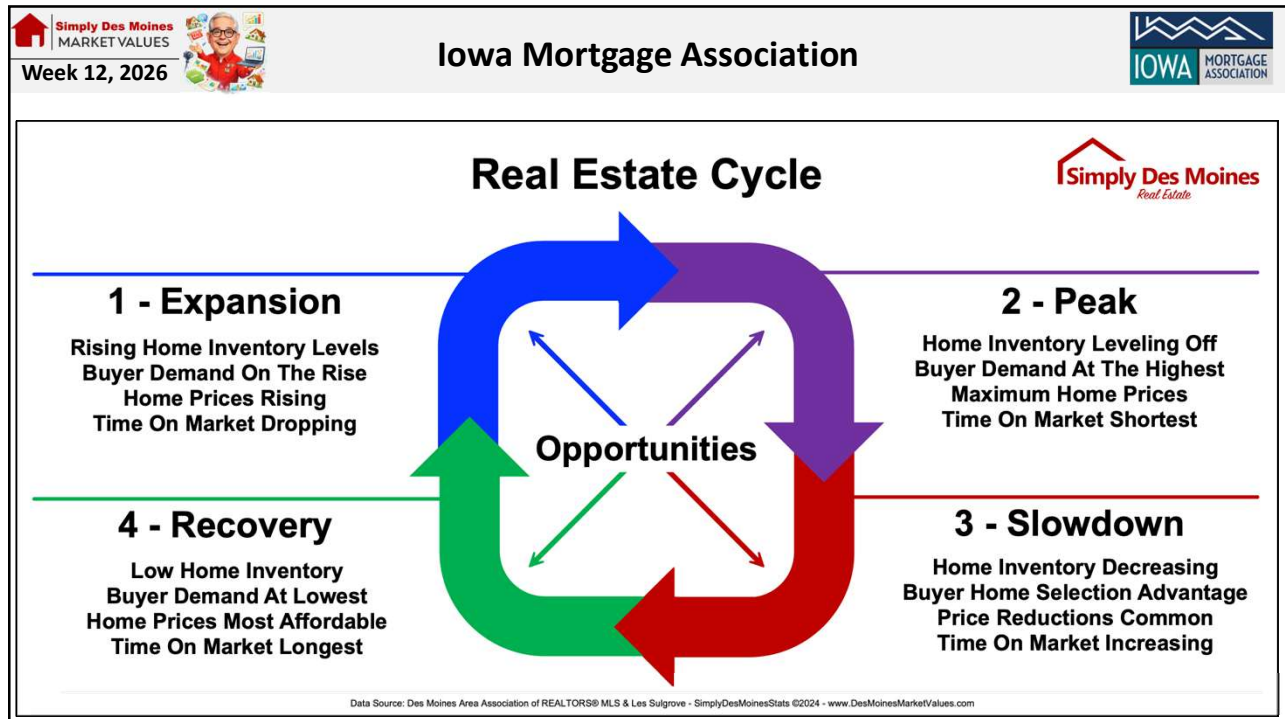 Simply Des Moines
MARKET VALUES
Week 12, 2026
Iowa Mortgage Association
IOWA
MORTGAGE
ASSOCIATION
Real Estate Cycle
Simply Des Moines
Real Estate
1 - Expansion
Rising Home Inventory Levels
Buyer Demand On The Rise
Home Prices Rising
Time On Market Dropping
2 - Peak
Home Inventory Leveling Off
Buyer Demand At The Highest
Maximum Home Prices
Time On Market Shortest
Opportunities
4 - Recovery
Low Home Inventory
Buyer Demand At Lowest
Home Prices Most Affordable
Time On Market Longest
3 - Slowdown
Home Inventory Decreasing
Buyer Home Selection Advantage
Price Reductions Common
Time On Market Increasing
Data Source: Des Moines Area Association of REALTORS® MLS & Les Sulgrove - SimplyDesMoinesStats ©2024 - www.DesMoinesMarketValues.com